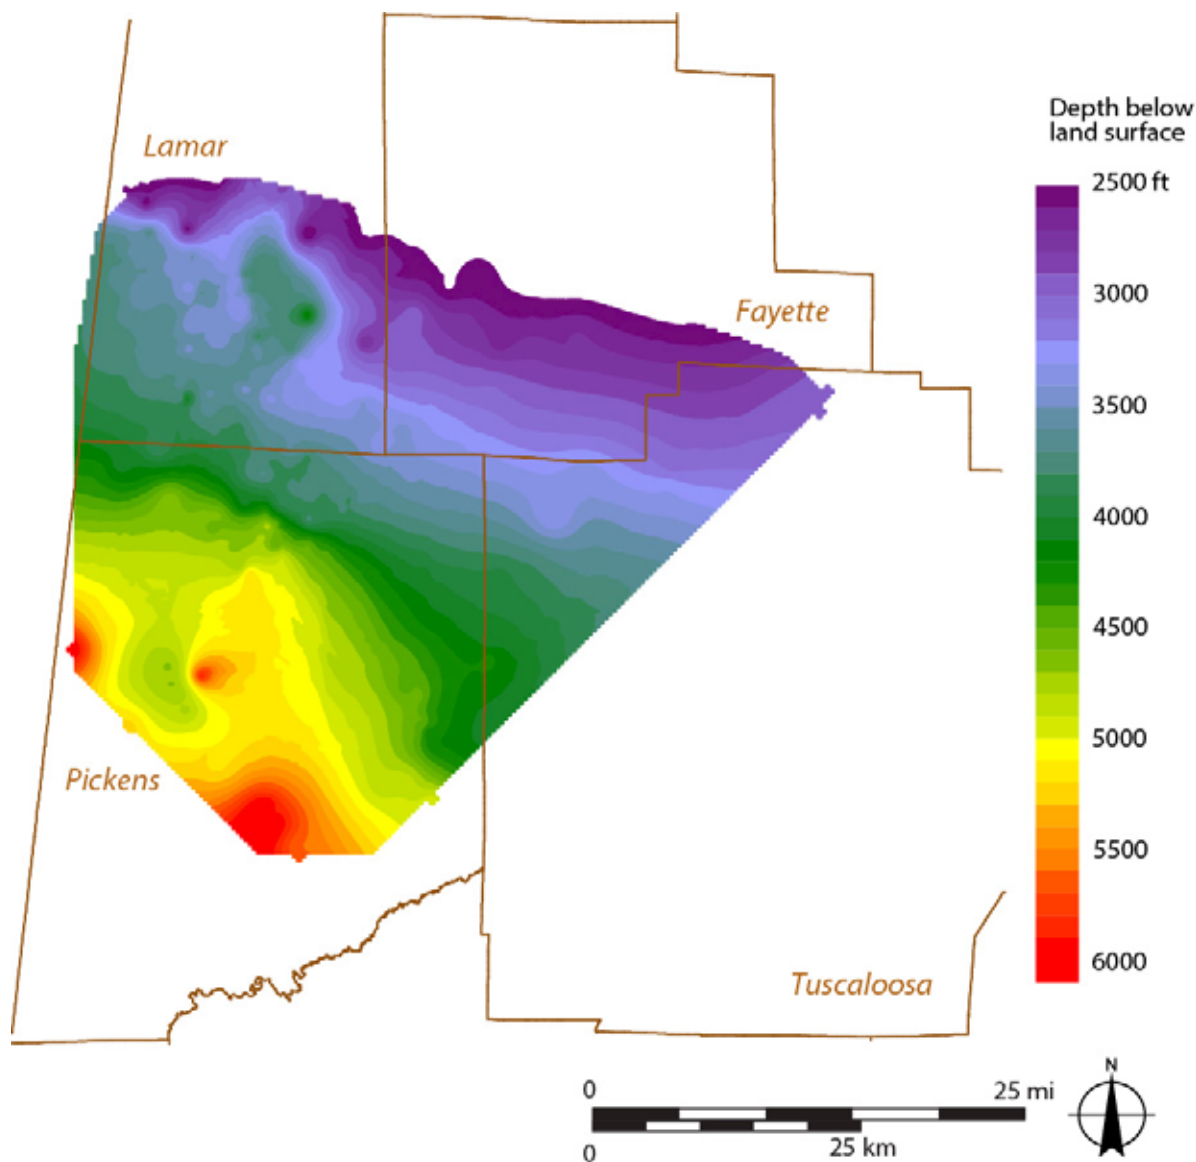 Depth below
land surface
Lamar
2500 ft
3000
Fayette
3500
4000
4500
5000
Pickens
5500
6000
Tuscaloosa
N
0
25 mi
0
25 km